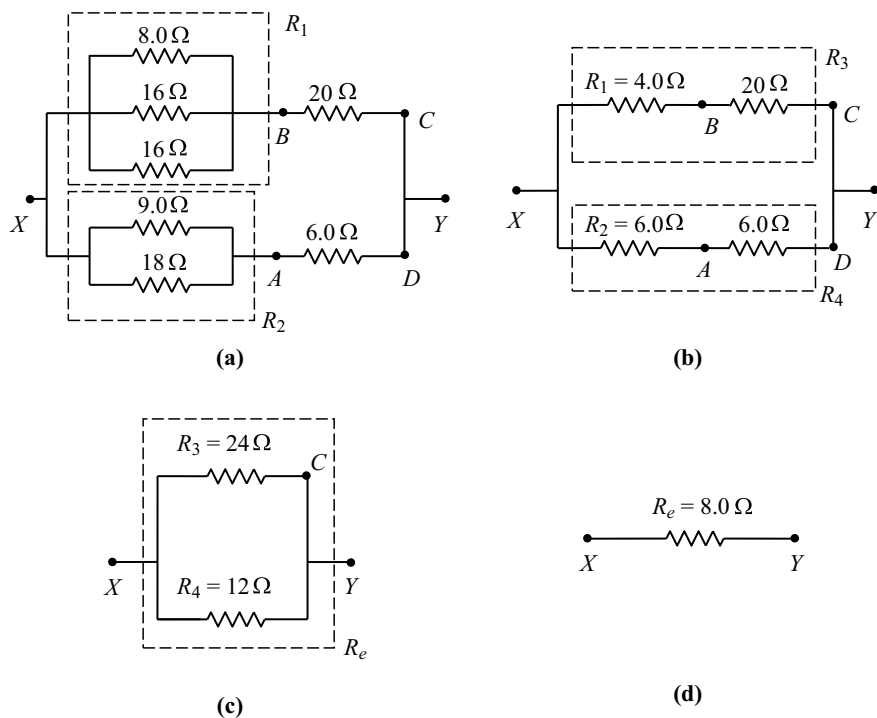 R1
8.0 Ω
16 Ω
16 Ω
20 Ω
B
C
X
Y
9.0 Ω
18 Ω
6.0 Ω
A
D
R2
(a)
R3
R1 = 4.0 Ω
20 Ω
B
C
X
Y
R2 = 6.0 Ω
6.0 Ω
A
D
R4
(b)
R3 = 24 Ω
C
X
Y
R4 = 12 Ω
Re
(c)
Re = 8.0 Ω
X
Y
(d)